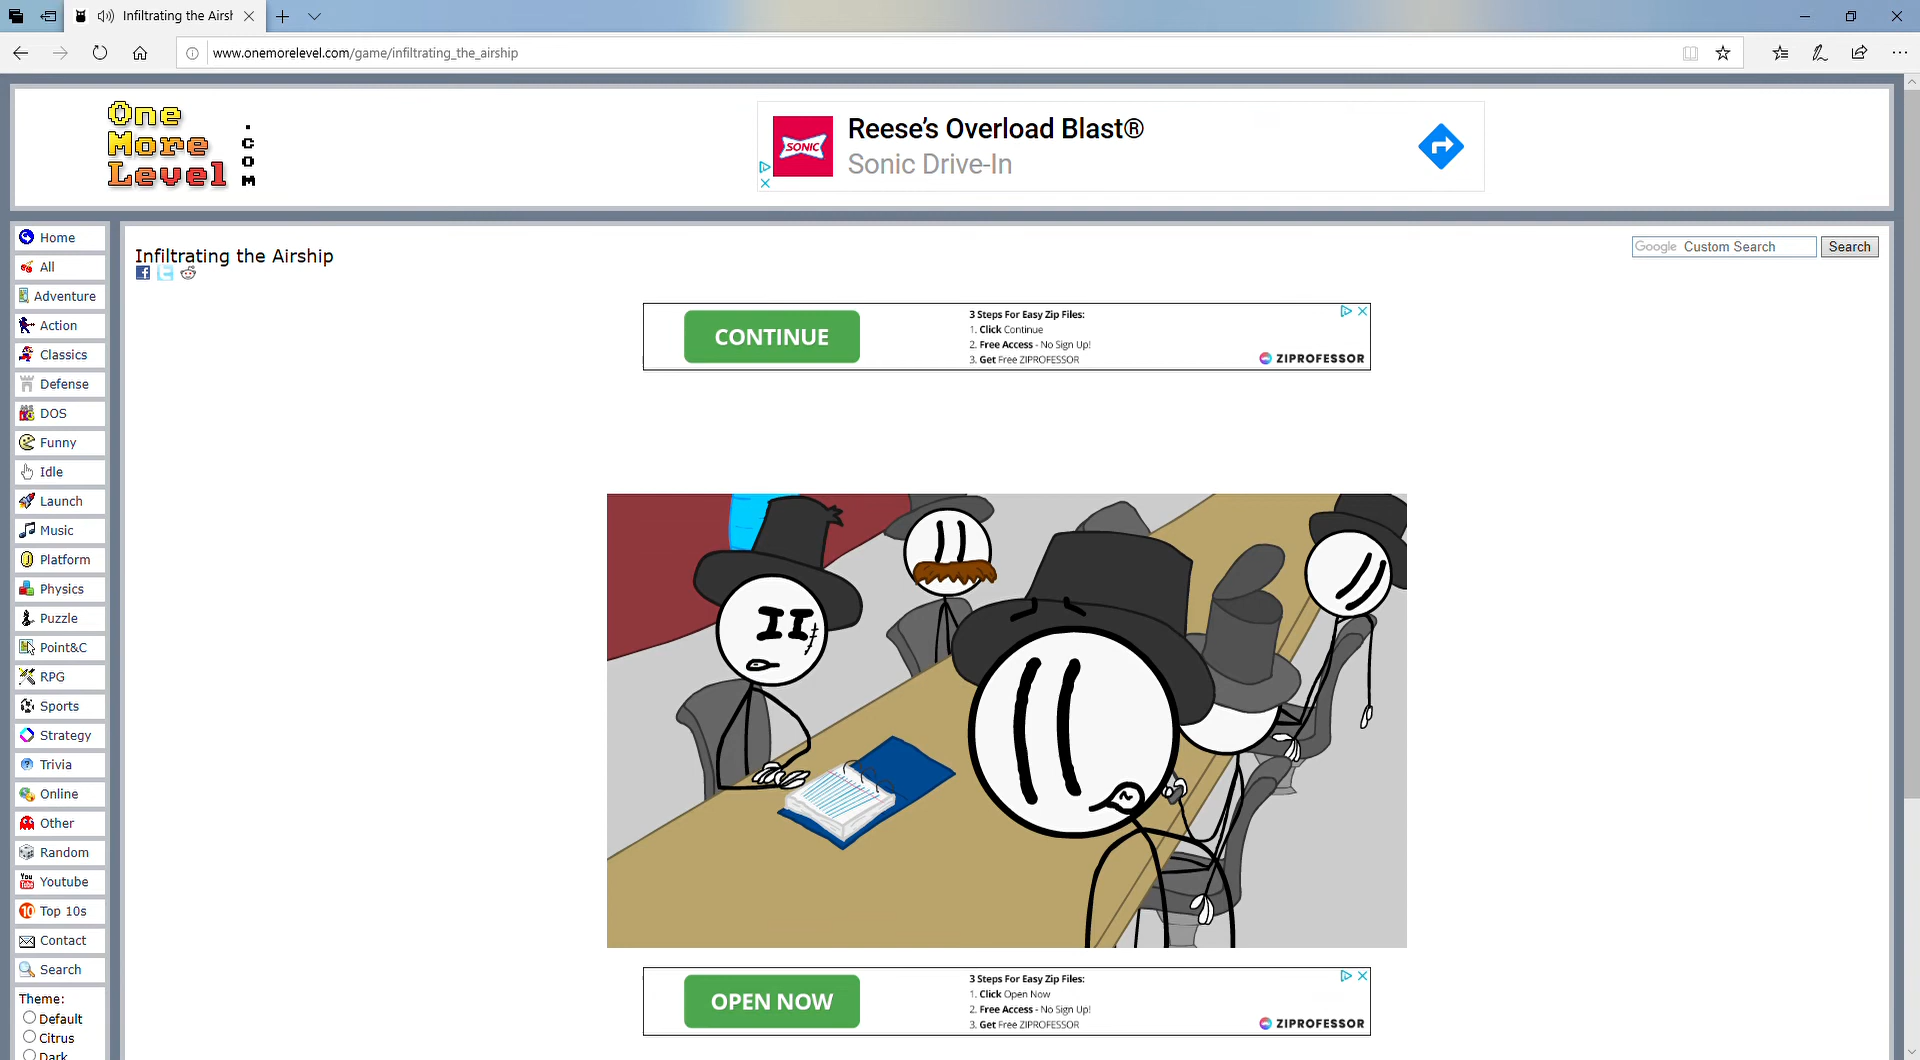 Infiltrating the Airsh
www.onemorelevel.com/game/infiltrating_the_airship
One
More
Level
.com
Reese's Overload Blast®
SONIC
Sonic Drive-In
Home
All
Adventure
Action
Classics
Defense
DOS
Funny
Idle
Launch
Music
Platform
Physics
Puzzle
Point&C
RPG
Sports
Strategy
Trivia
Online
Other
Random
Youtube
Top 10s
Contact
Search
Theme:
Default
Citrus
Dark
Infiltrating the Airship
Google Custom Search
Search
CONTINUE
3 Steps For Easy Zip Files:
1. Click Continue
2. Free Access - No Sign Up!
3. Get Free ZIPROFESSOR
ZIPROFESSOR
OPEN NOW
3 Steps For Easy Zip Files:
1. Click Open Now
2. Free Access - No Sign Up!
3. Get Free ZIPROFESSOR
ZIPROFESSOR